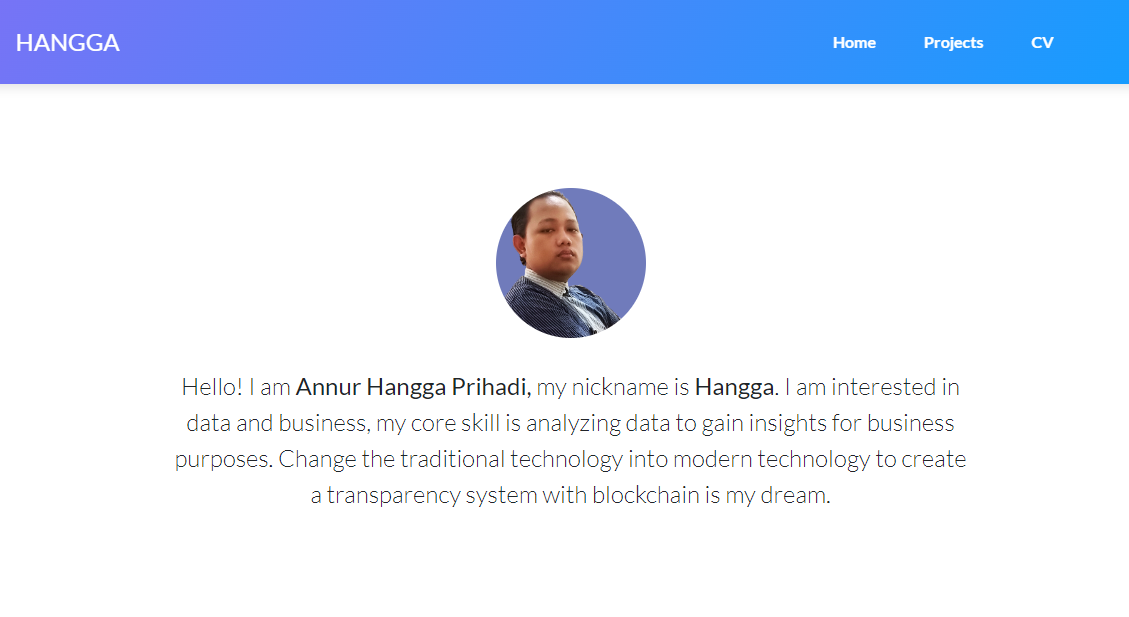 HANGGA
Home Projects CV
Hello! I am Annur Hangga Prihadi, my nickname is Hangga. I am interested in
data and business, my core skill is analyzing data to gain insights for business
purposes. Change the traditional technology into modern technology to create
a transparency system with blockchain is my dream.